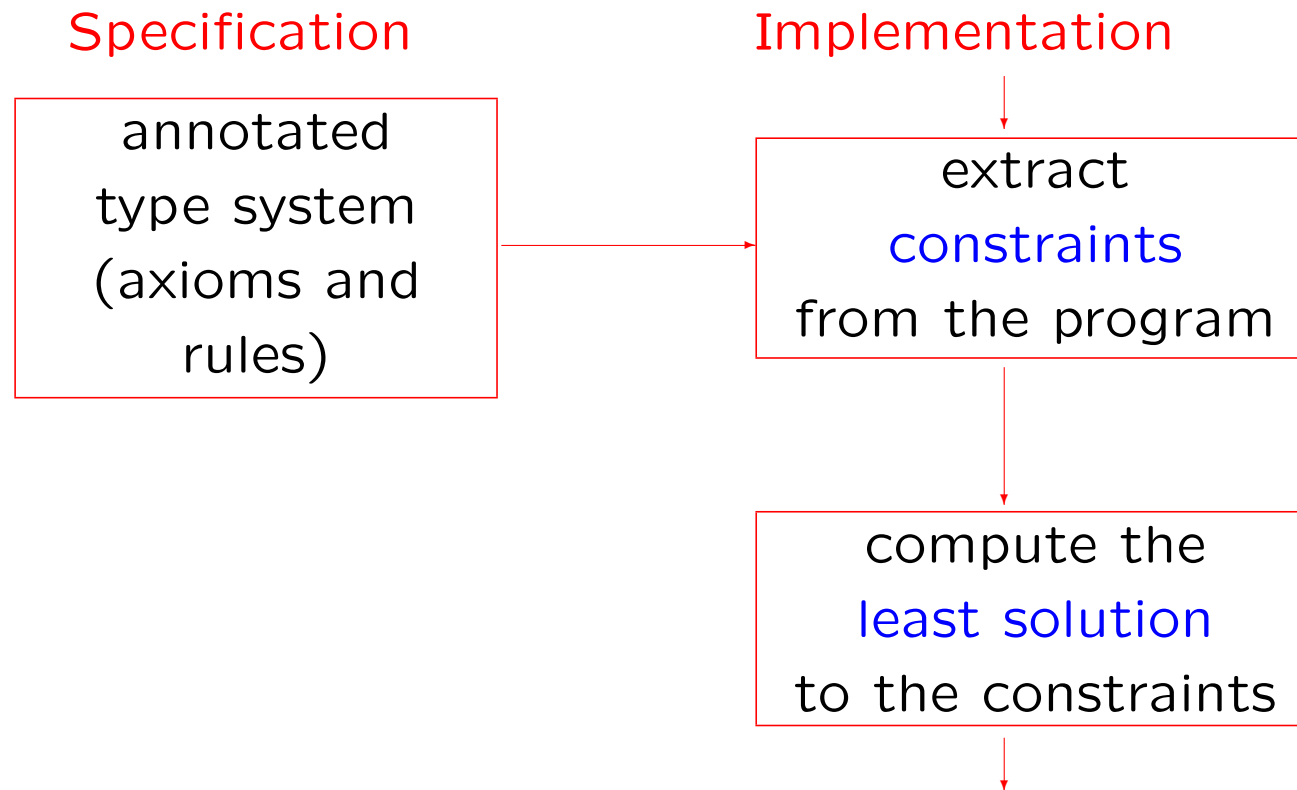 Specification
annotated
type system
(axioms and
rules)
Implementation
extract
constraints
from the program
compute the
least solution
to the constraints